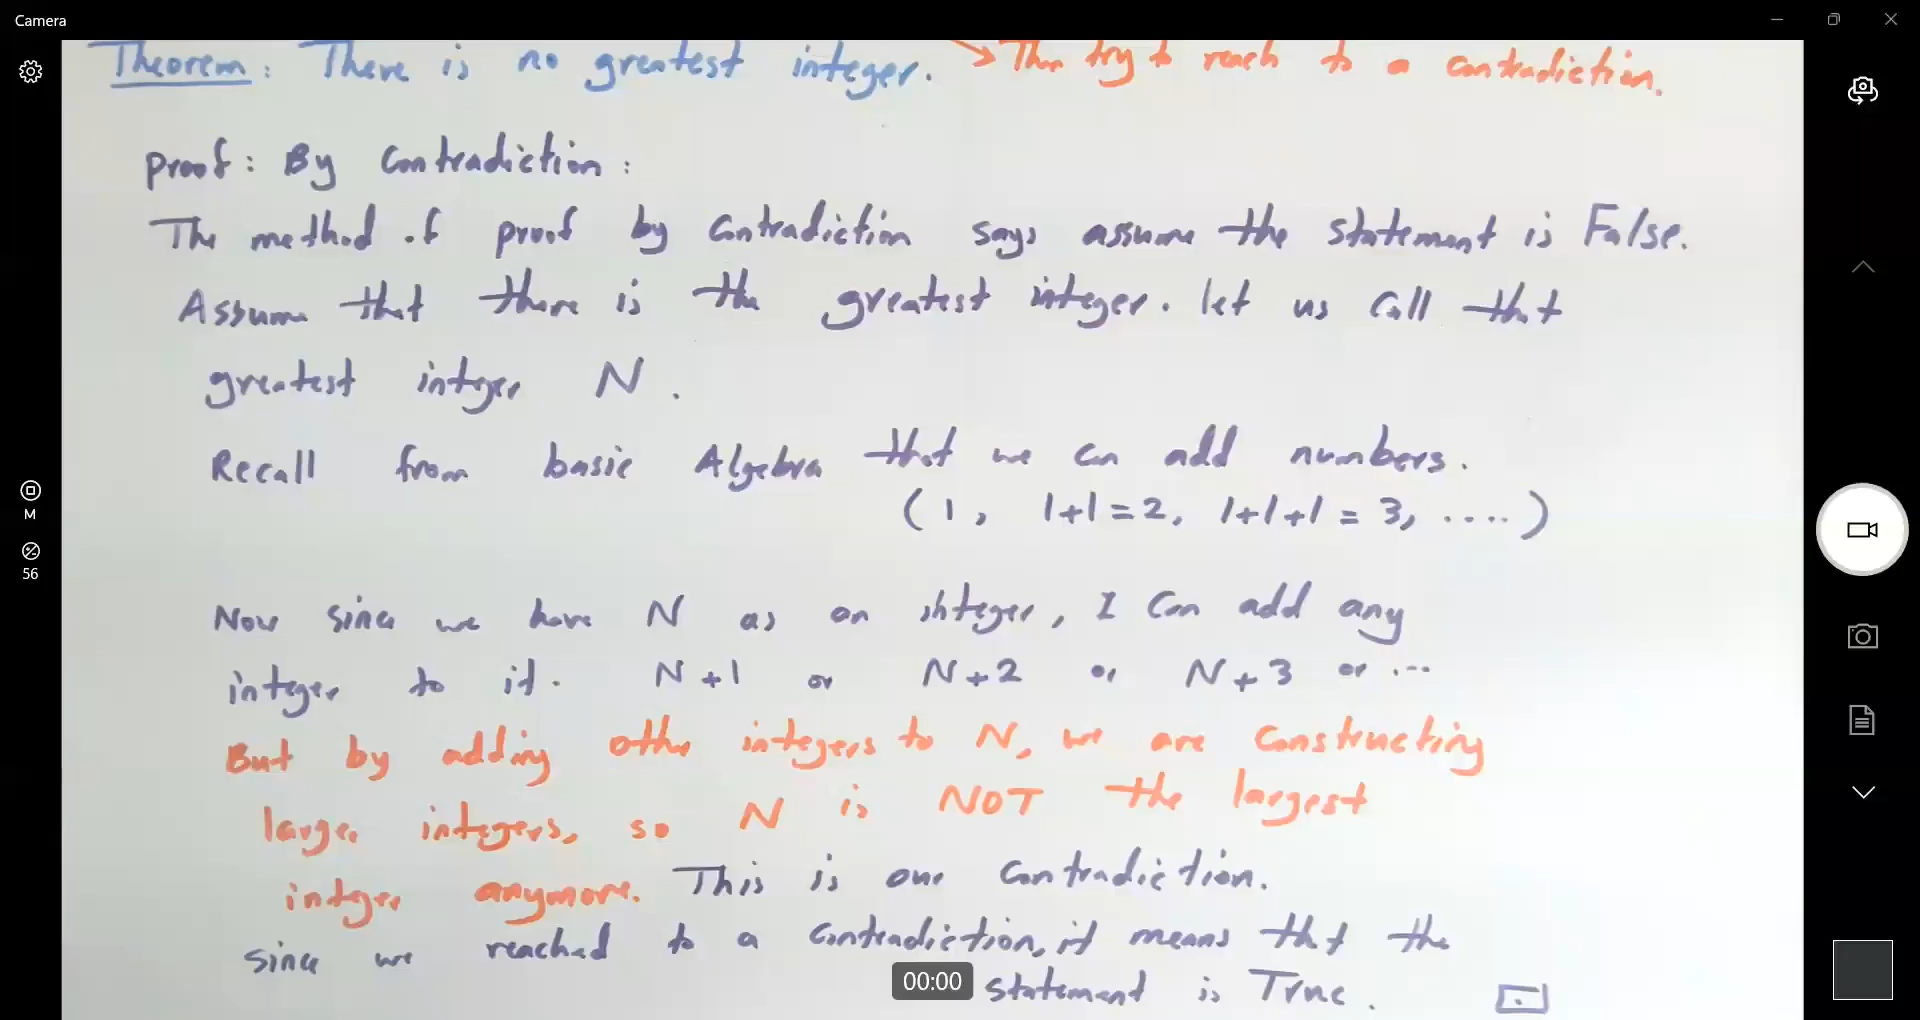 Camera
Theorem: There is no greatest integer. → Then try to reach to a contradiction.
Proof: By Contradiction:
The method of proof by Contradiction says assume the statement is False.
Assume that there is the greatest integer. let us Call that
greatest integer N.
Recall from basic Algebra that we can add numbers.
(1, 1+1=2, 1+1+1=3, ....)
Now since we have N as an integer, I Can add any
integer to it. N+1 or N+2 or N+3 or ...
But by adding other integers to N, we are Constructing
larger integers, so N is NOT the largest
integer anymore. This is our Contradiction.
M
56
since we reached to a Contradiction, it means that the
00:00
statement is True.